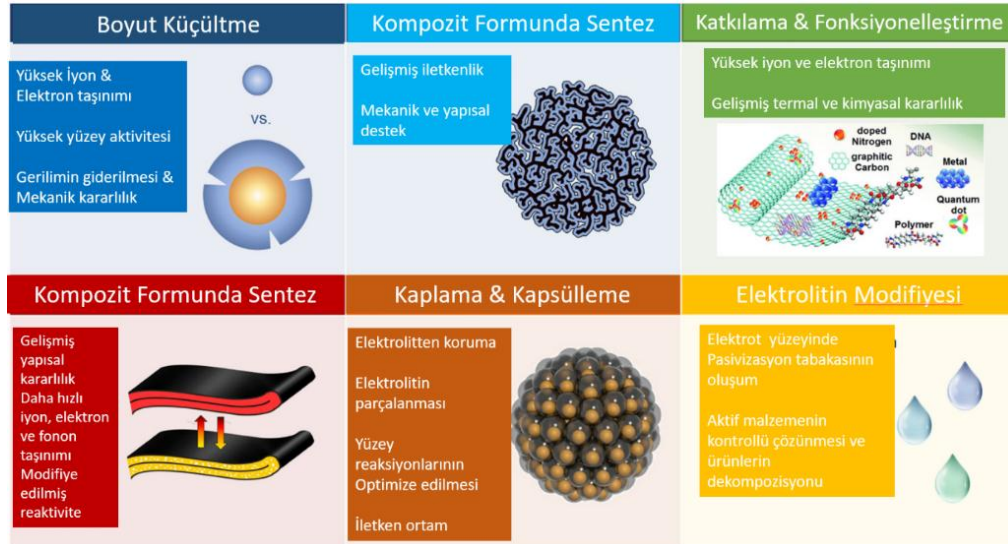 Boyut Küçültme
Yüksek İyon &
Elektron taşınımı
Yüksek yüzey aktivitesi
Gerilimin giderilmesi &
Mekanik kararlılık
vs.
Kompozit Formunda Sentez
Gelişmiş iletkenlik
Mekanik ve yapısal
destek
Katkılama & Fonksiyonelleştirme
Yüksek iyon ve elektron taşınımı
Gelişmiş termal ve kimyasal kararlılık
doped
Nitrogen
graphitic
Carbon
DNA
Metal
Quantum
dot
Polymer
Kompozit Formunda Sentez
Gelişmiş
yapısal
kararlılık
Daha hızlı
iyon, elektron
ve fonon
taşınımı
Modifiye
edilmiş
reaktivite
Kaplama & Kapsülleme
Elektrolitten koruma
Elektrolitin
parçalanması
Yüzey
reaksiyonlarının
Optimize edilmesi
İletken ortam
Elektrolitin Modifiyesi
Elektrot yüzeyinde
Pasivizasyon tabakasının
oluşum
Aktif malzemenin
kontrollü çözünmesi ve
ürünlerin
dekompozisyonu